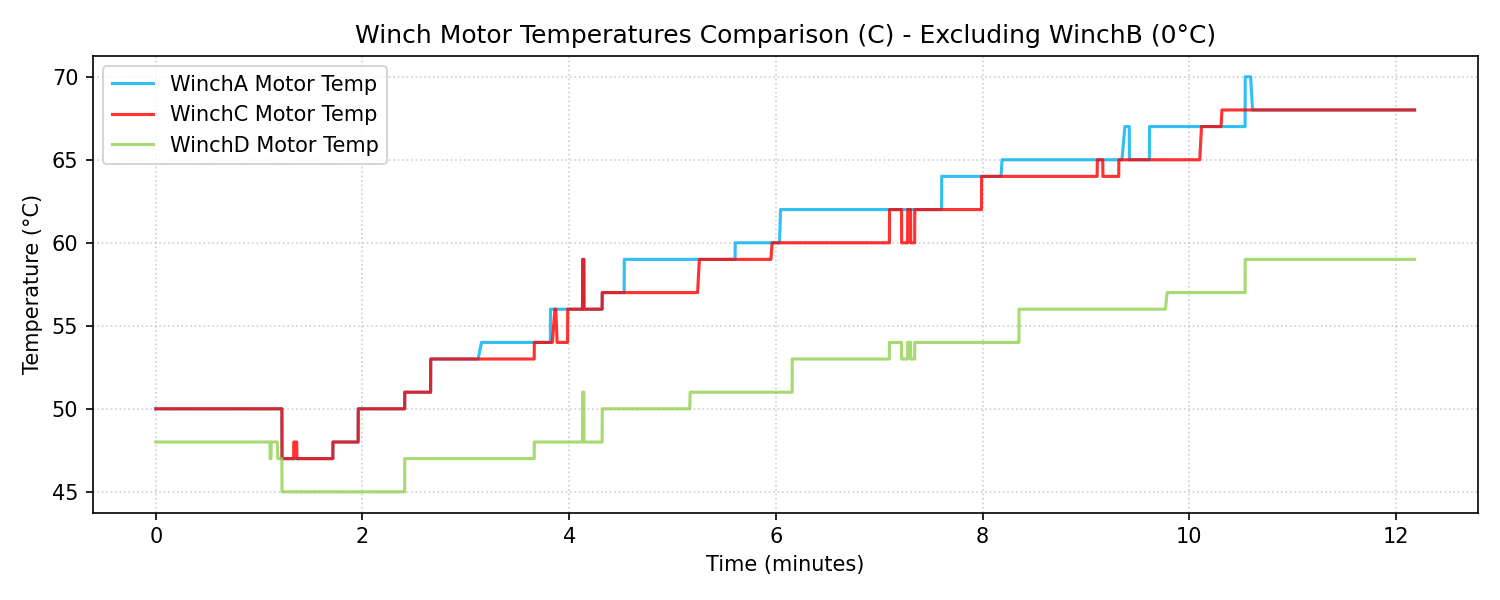 Winch Motor Temperatures Comparison (C) - Excluding WinchB (0°C)
WinchA Motor Temp
WinchC Motor Temp
WinchD Motor Temp
Temperature (°C)
70
65
60
55
50
45
0 2 4 6 8 10 12
Time (minutes)